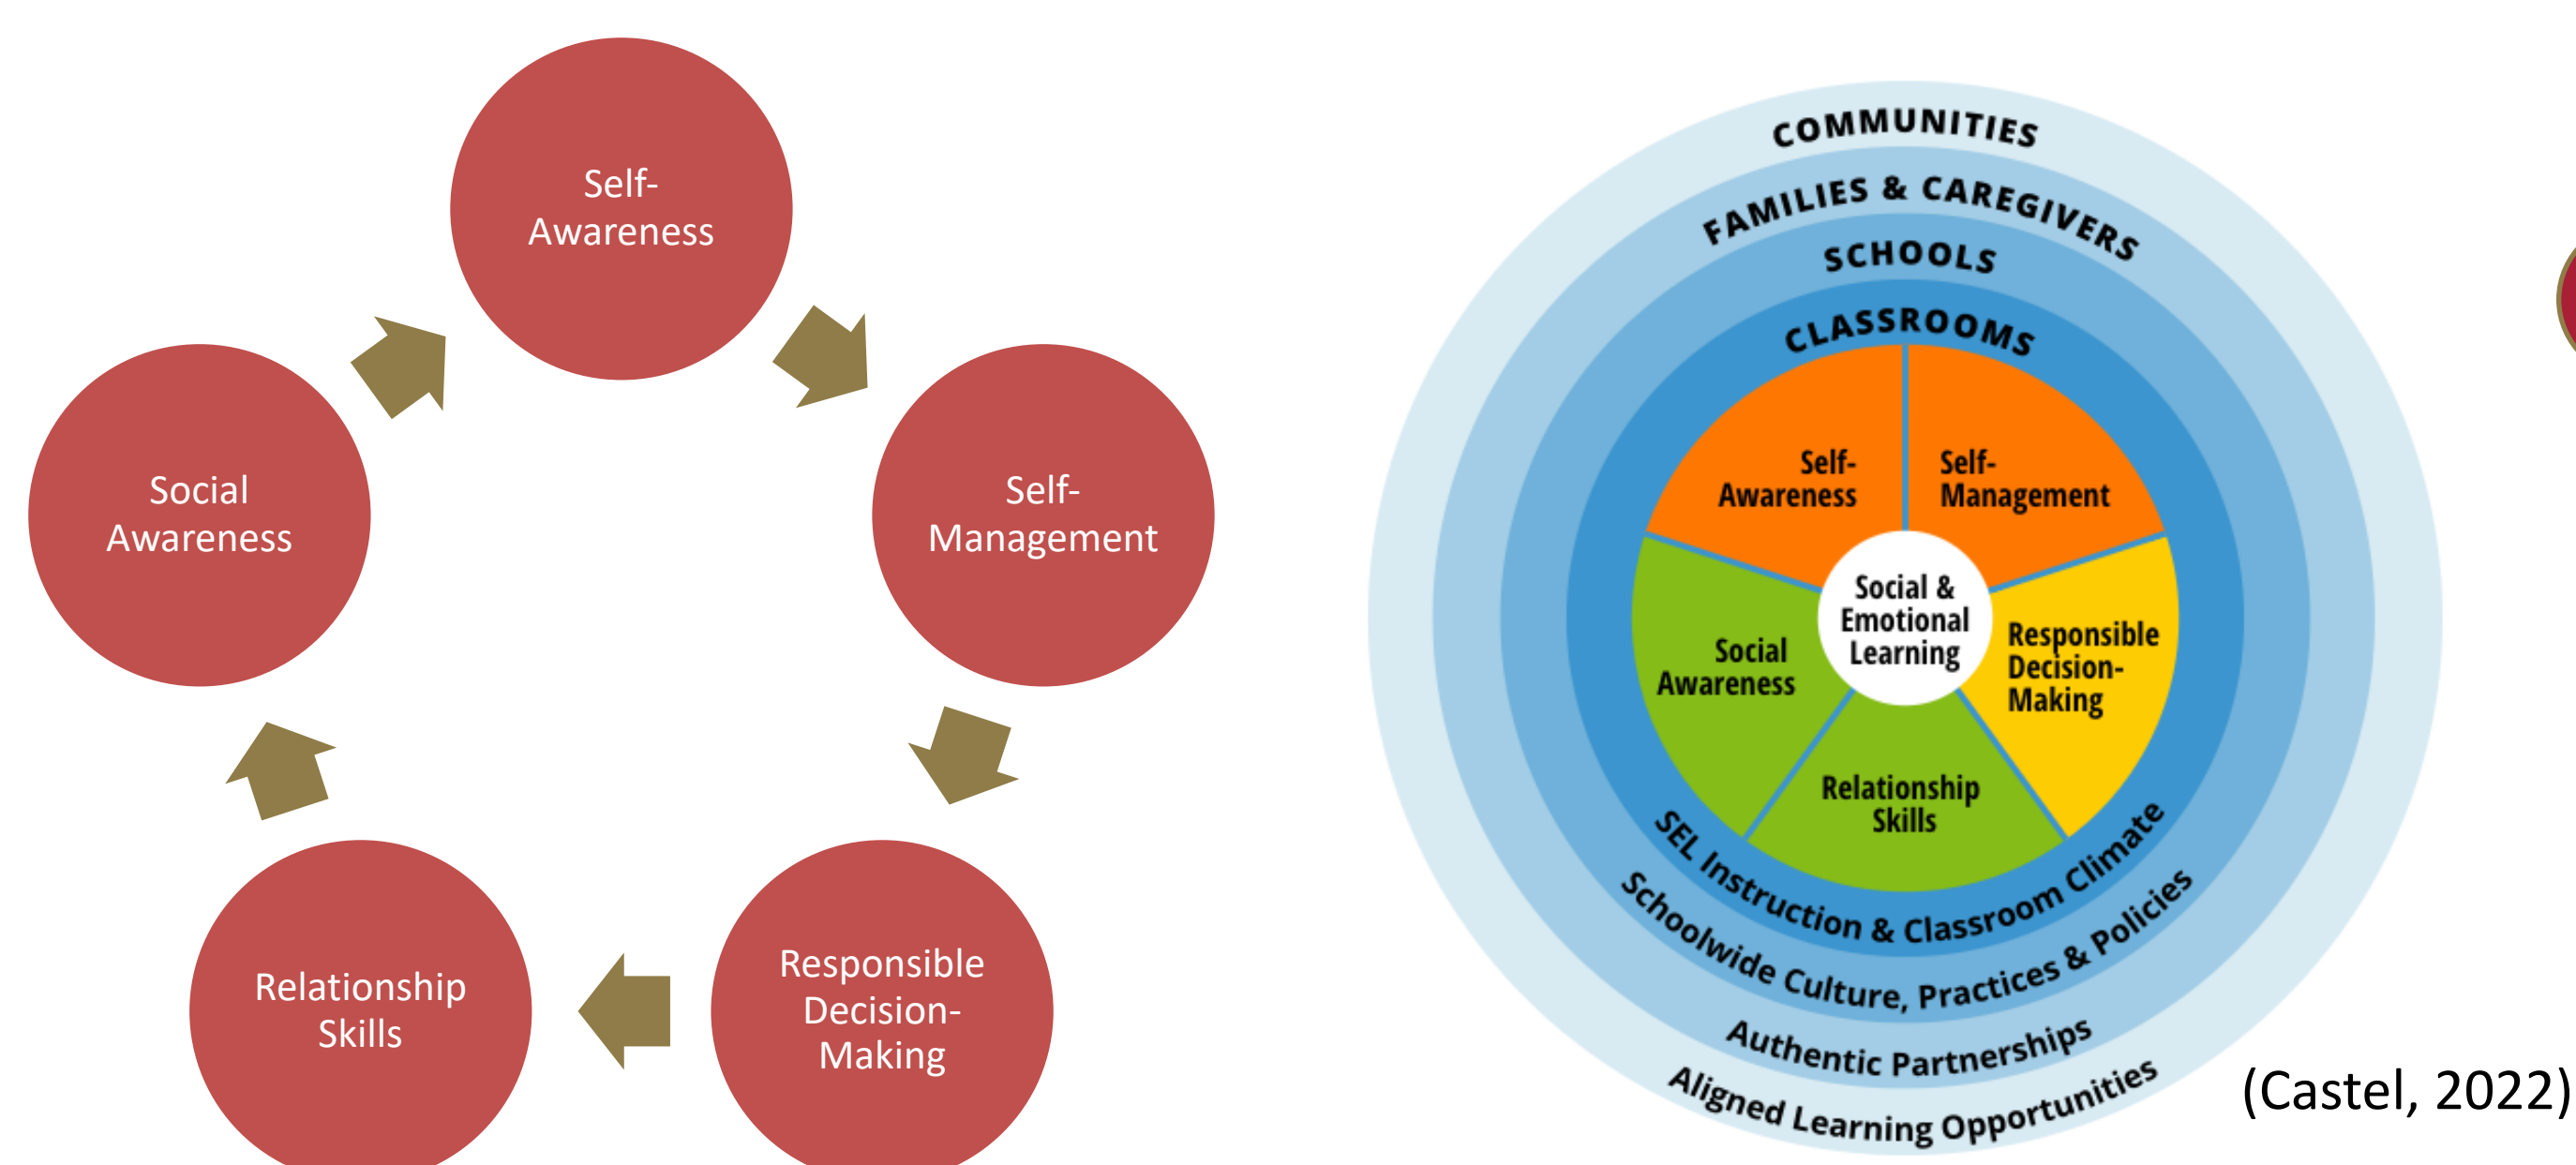 Self-
Awareness
Self-
Management
Responsible
Decision-
Making
Relationship
Skills
Social
Awareness
COMMUNITIES
FAMILIES & CAREGIVERS
SCHOOLS
CLASSROOMS
Self-
Awareness
Self-
Management
Social &
Emotional
Learning
Social
Awareness
Responsible
Decision-
Making
Relationship
Skills
SEL Instruction & Classroom Climate
Schoolwide Culture, Practices & Policies
Authentic Partnerships
Aligned Learning Opportunities
(Castel, 2022)